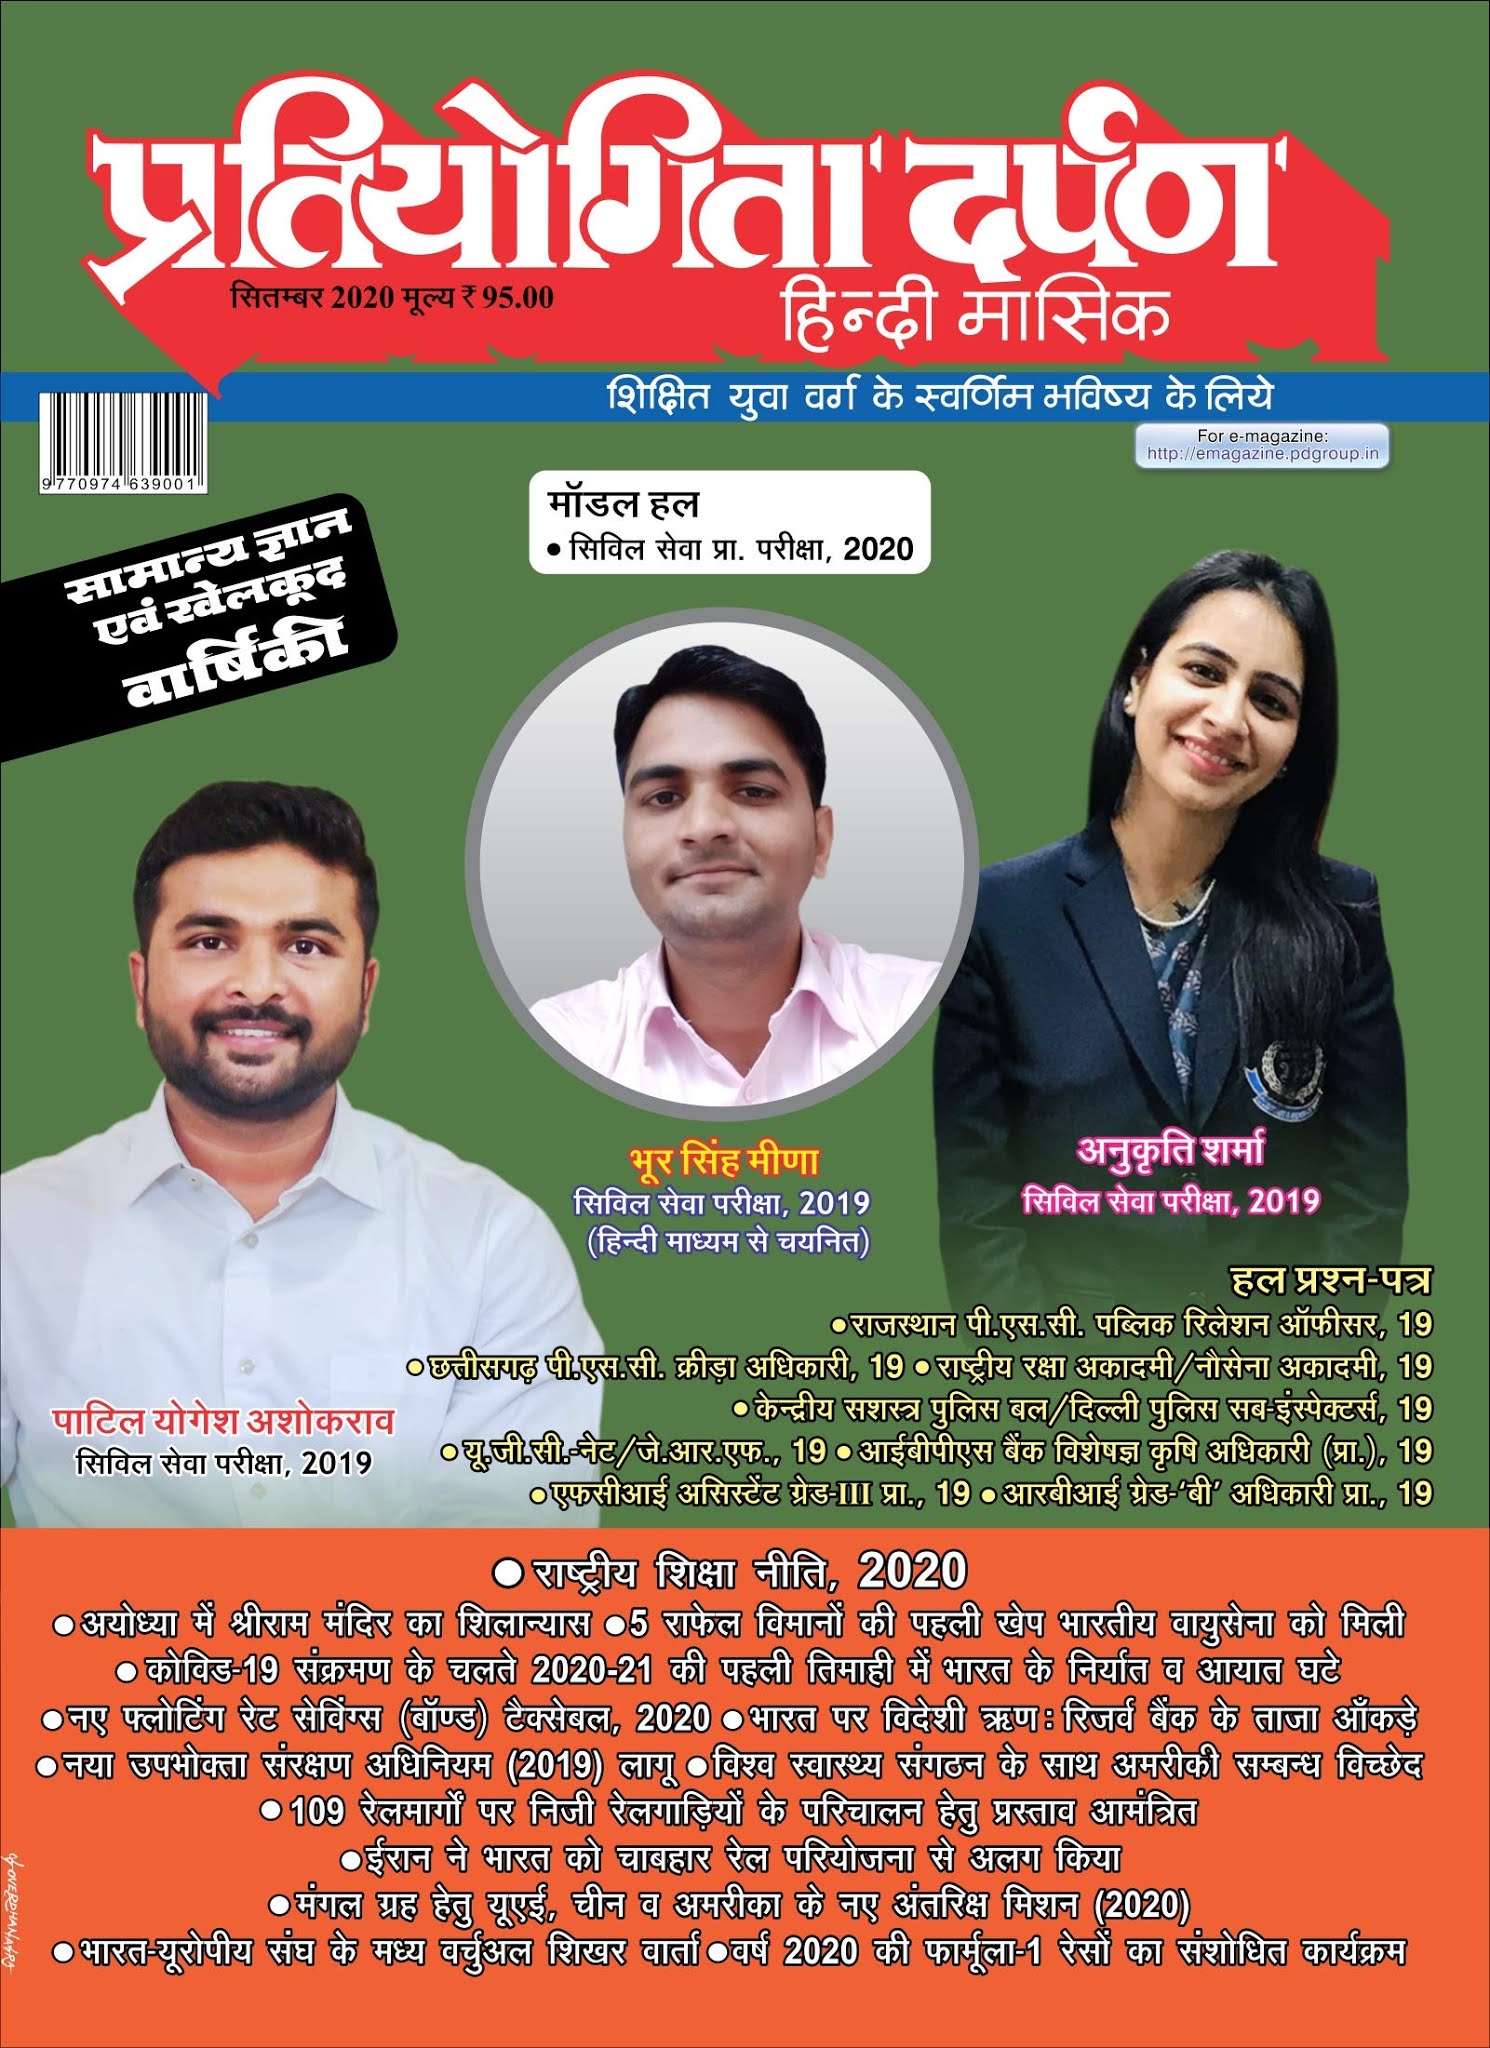 प्रतियोगिता दर्पण
सितम्बर 2020 मूल्य ₹ 95.00
हिन्दी मासिक
शिक्षित युवा वर्ग के स्वर्णिम भविष्य के लिये
9 770974 639001
For e-magazine:
http://emagazine.pdgroup.in
सामान्य ज्ञान
एवं खेलकूद
वार्षिकी
मॉडल हल
• सिविल सेवा प्रा. परीक्षा, 2020
भूर सिंह मीणा
सिविल सेवा परीक्षा, 2019
(हिन्दी माध्यम से चयनित)
अनुकृति शर्मा
सिविल सेवा परीक्षा, 2019
पाटिल योगेश अशोकराव
सिविल सेवा परीक्षा, 2019
हल प्रश्न-पत्र
•राजस्थान पी.एस.सी. पब्लिक रिलेशन ऑफीसर, 19
•छत्तीसगढ़ पी.एस.सी. क्रीड़ा अधिकारी, 19 •राष्ट्रीय रक्षा अकादमी/नौसेना अकादमी, 19
•केन्द्रीय सशस्त्र पुलिस बल/दिल्ली पुलिस सब-इंस्पेक्टर्स, 19
•यू.जी.सी.-नेट/जे.आर.एफ., 19 •आईबीपीएस बैंक विशेषज्ञ कृषि अधिकारी (प्रा.), 19
•एफसीआई असिस्टेंट ग्रेड-III प्रा., 19 •आरबीआई ग्रेड-‘बी’ अधिकारी प्रा., 19
• राष्ट्रीय शिक्षा नीति, 2020
•अयोध्या में श्रीराम मंदिर का शिलान्यास •5 राफेल विमानों की पहली खेप भारतीय वायुसेना को मिली
• कोविड-19 संक्रमण के चलते 2020-21 की पहली तिमाही में भारत के निर्यात व आयात घटे
•नए फ्लोटिंग रेट सेविंग्स (बॉण्ड) टैक्सेबल, 2020 •भारत पर विदेशी ऋण : रिजर्व बैंक के ताजा आँकड़े
•नया उपभोक्ता संरक्षण अधिनियम (2019) लागू •विश्व स्वास्थ्य संगठन के साथ अमरीकी सम्बन्ध विच्छेद
•109 रेलमार्गों पर निजी रेलगाड़ियों के परिचालन हेतु प्रस्ताव आमंत्रित
•ईरान ने भारत को चाबहार रेल परियोजना से अलग किया
•मंगल ग्रह हेतु यूएई, चीन व अमरीका के नए अंतरिक्ष मिशन (2020)
•भारत-यूरोपीय संघ के मध्य वर्चुअल शिखर वार्ता •वर्ष 2020 की फार्मूला-1 रेसों का संशोधित कार्यक्रम